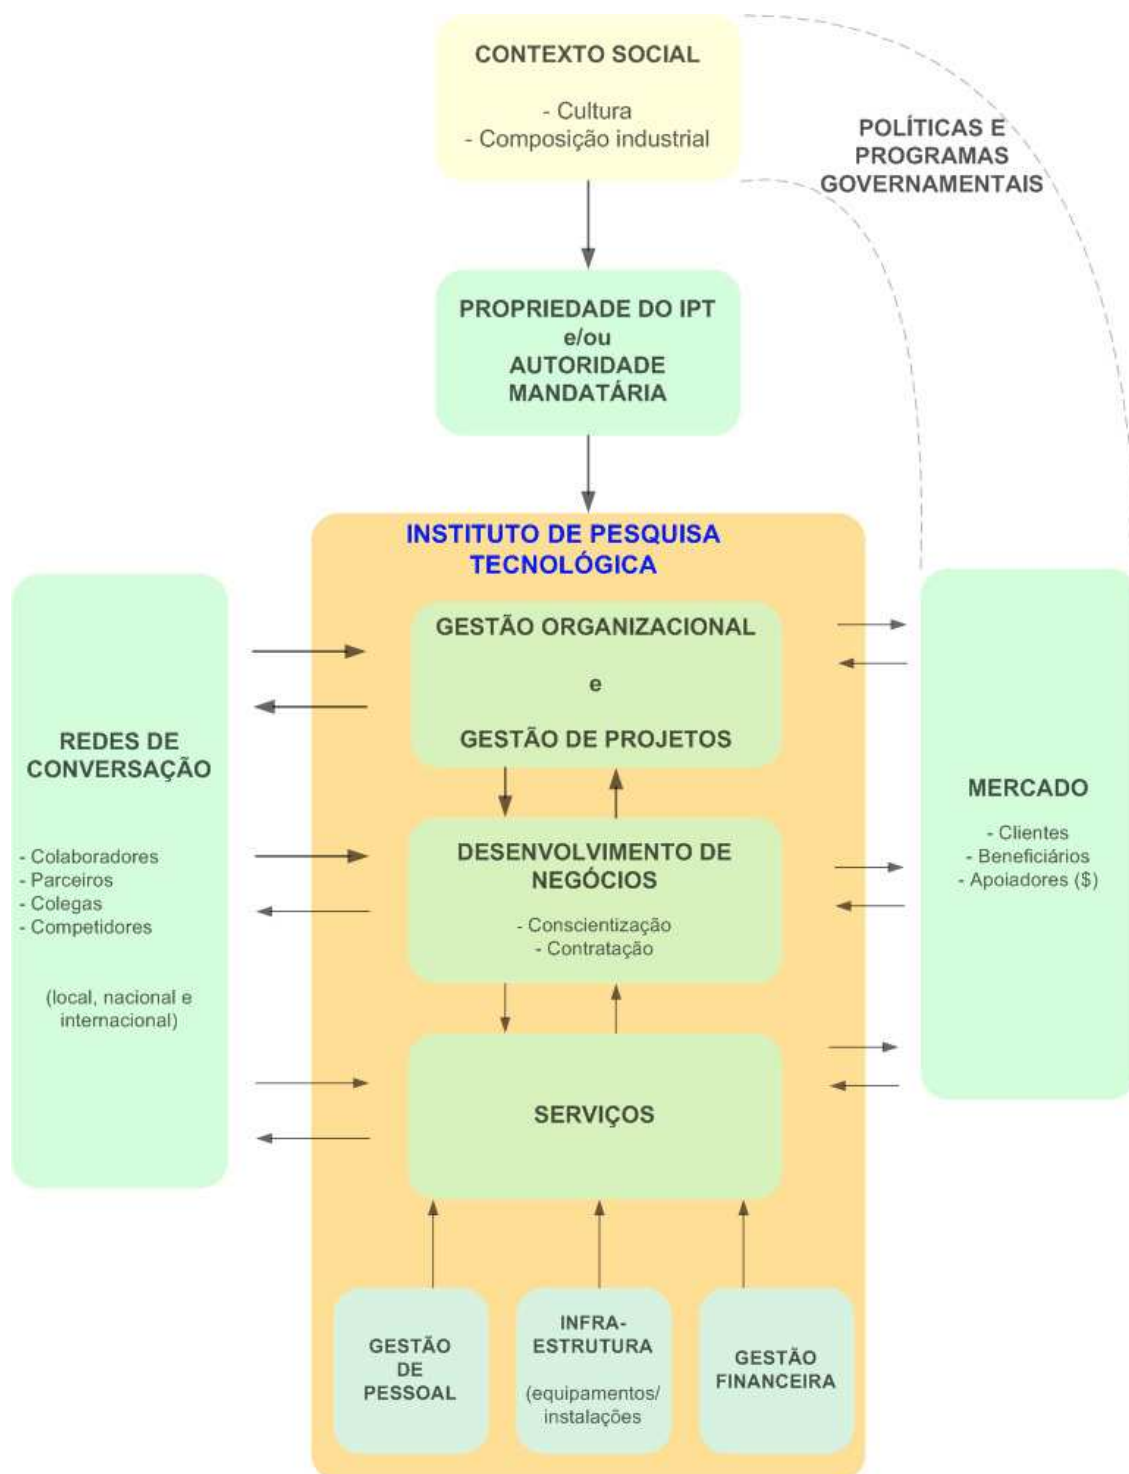 CONTEXTO SOCIAL
- Cultura
- Composição industrial
POLÍTICAS E
PROGRAMAS
GOVERNAMENTAIS
PROPRIEDADE DO IPT
e/ou
AUTORIDADE
MANDATÁRIA
INSTITUTO DE PESQUISA
TECNOLÓGICA
GESTÃO ORGANIZACIONAL
e
GESTÃO DE PROJETOS
REDES DE
CONVERSAÇÃO
- Colaboradores
- Parceiros
- Colegas
- Competidores
(local, nacional e
internacional)
DESENVOLVIMENTO DE
NEGÓCIOS
- Conscientização
- Contratação
MERCADO
- Clientes
- Beneficiários
- Apoiadores ($)
SERVIÇOS
GESTÃO
DE
PESSOAL
INFRA-
ESTRUTURA
(equipamentos/
instalações
GESTÃO
FINANCEIRA